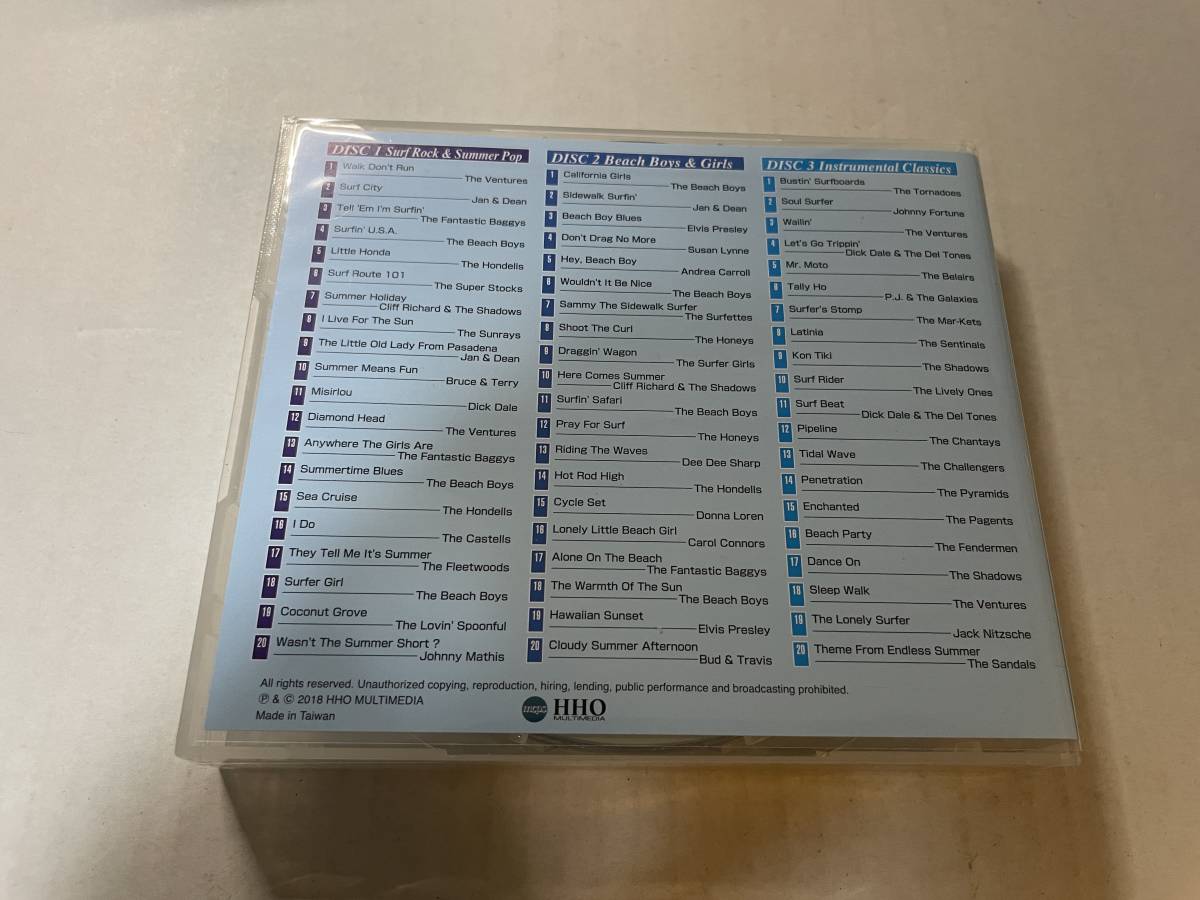 DISC 1 Surf Rock & Summer Pop
1 Walk Don't Run
The Ventures
2 Surf City
Jan & Dean
3 Tell 'Em I'm Surfin'
The Fantastic Baggys
4 Surfin' U.S.A.
The Beach Boys
5 Little Honda
The Hondells
6 Surf Route 101
The Super Stocks
7 Summer Holiday
Cliff Richard & The Shadows
8 I Live For The Sun
The Sunrays
9 The Little Old Lady From Pasadena
Jan & Dean
10 Summer Means Fun
Bruce & Terry
11 Misirlou
Dick Dale
12 Diamond Head
The Ventures
13 Anywhere The Girls Are
The Fantastic Baggys
14 Summertime Blues
The Beach Boys
15 Sea Cruise
The Hondells
16 I Do
The Castells
17 They Tell Me It's Summer
The Fleetwoods
18 Surfer Girl
The Beach Boys
19 Coconut Grove
The Lovin' Spoonful
20 Wasn't The Summer Short ?
Johnny Mathis
DISC 2 Beach Boys & Girls
1 California Girls
The Beach Boys
2 Sidewalk Surfin'
Jan & Dean
3 Beach Boy Blues
Elvis Presley
4 Don't Drag No More
Susan Lynne
5 Hey, Beach Boy
Andrea Carroll
6 Wouldn't It Be Nice
The Beach Boys
7 Sammy The Sidewalk Surfer
The Surfettes
8 Shoot The Curl
The Honeys
9 Draggin' Wagon
The Surfer Girls
10 Here Comes Summer
Cliff Richard & The Shadows
11 Surfin' Safari
The Beach Boys
12 Pray For Surf
The Honeys
13 Riding The Waves
Dee Dee Sharp
14 Hot Rod High
The Hondells
15 Cycle Set
Donna Loren
16 Lonely Little Beach Girl
Carol Connors
17 Alone On The Beach
The Fantastic Baggys
18 The Warmth Of The Sun
The Beach Boys
19 Hawaiian Sunset
Elvis Presley
20 Cloudy Summer Afternoon
Bud & Travis
DISC 3 Instrumental Classics
1 Bustin' Surfboards
The Tornadoes
2 Soul Surfer
Johnny Fortune
3 Wailin'
The Ventures
4 Let's Go Trippin'
Dick Dale & The Del Tones
5 Mr. Moto
The Belairs
6 Tally Ho
P.J. & The Galaxies
7 Surfer's Stomp
The Mar-Kets
8 Latinia
The Sentinals
9 Kon Tiki
The Shadows
10 Surf Rider
The Lively Ones
11 Surf Beat
Dick Dale & The Del Tones
12 Pipeline
The Chantays
13 Tidal Wave
The Challengers
14 Penetration
The Pyramids
15 Enchanted
The Pagents
16 Beach Party
The Fendermen
17 Dance On
The Shadows
18 Sleep Walk
The Ventures
19 The Lonely Surfer
Jack Nitzsche
20 Theme From Endless Summer
The Sandals
All rights reserved. Unauthorized copying, reproduction, hiring, lending, public performance and broadcasting prohibited.
℗ & © 2018 HHO MULTIMEDIA
Made in Taiwan
mcps HHO
MULTIMEDIA